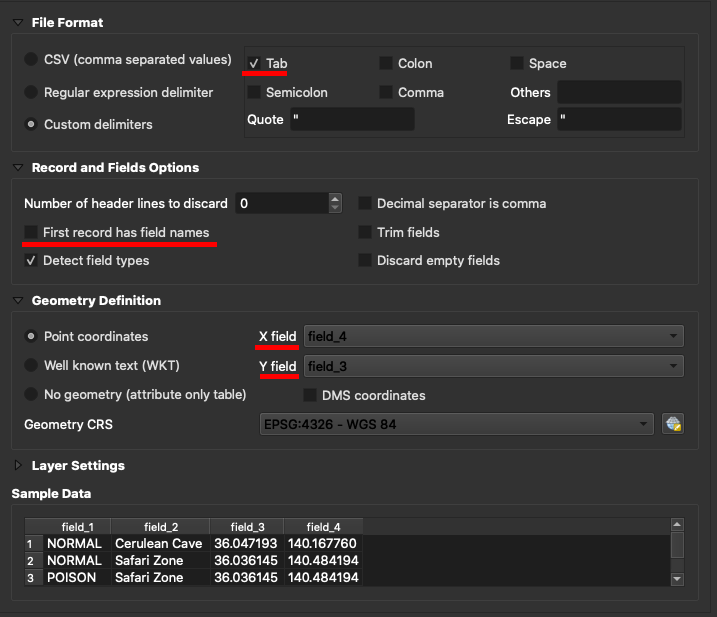 File Format
CSV (comma separated values) Tab Colon Space
Regular expression delimiter Semicolon Comma Others
Custom delimiters Quote " Escape "
Record and Fields Options
Number of header lines to discard 0 Decimal separator is comma
First record has field names Trim fields
Detect field types Discard empty fields
Geometry Definition
Point coordinates X field field_4
Well known text (WKT) Y field field_3
No geometry (attribute only table) DMS coordinates
Geometry CRS EPSG:4326 - WGS 84
Layer Settings
Sample Data
field_1 field_2 field_3 field_4
1 NORMAL Cerulean Cave 36.047193 140.167760
2 NORMAL Safari Zone 36.036145 140.484194
3 POISON Safari Zone 36.036145 140.484194